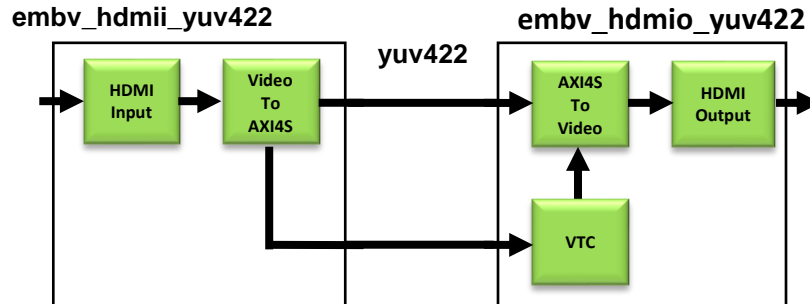 embv_hdmii_yuv422
embv_hdmio_yuv422
yuv422
HDMI
Input
Video
To
AXI4S
AXI4S
To
Video
HDMI
Output
VTC